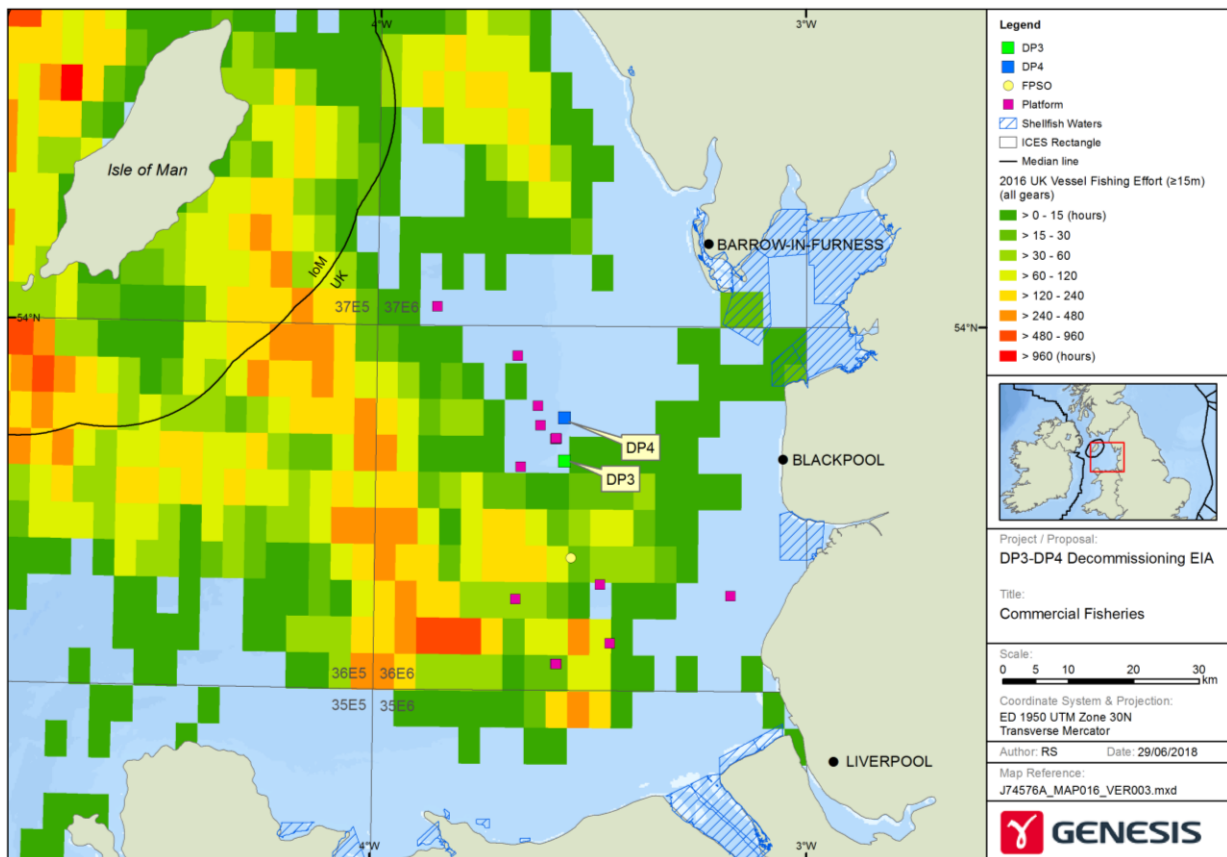 4°W
3°W
Isle of Man
BARROW-IN-FURNESS
IoM
UK
37E5
37E6
54°N
54°N
DP4
DP3
BLACKPOOL
36E5
36E6
35E5
35E6
LIVERPOOL
4°W
3°W
Legend
DP3
DP4
FPSO
Platform
Shellfish Waters
ICES Rectangle
Median line
2016 UK Vessel Fishing Effort (≥15m)
(all gears)
> 0 - 15 (hours)
> 15 - 30
> 30 - 60
> 60 - 120
> 120 - 240
> 240 - 480
> 480 - 960
> 960 (hours)
Project / Proposal:
DP3-DP4 Decommissioning EIA
Title:
Commercial Fisheries
Scale:
0 5 10 20 30
km
Coordinate System & Projection:
ED 1950 UTM Zone 30N
Transverse Mercator
Author: RS Date: 29/06/2018
Map Reference:
J74576A_MAP016_VER003.mxd
GENESIS